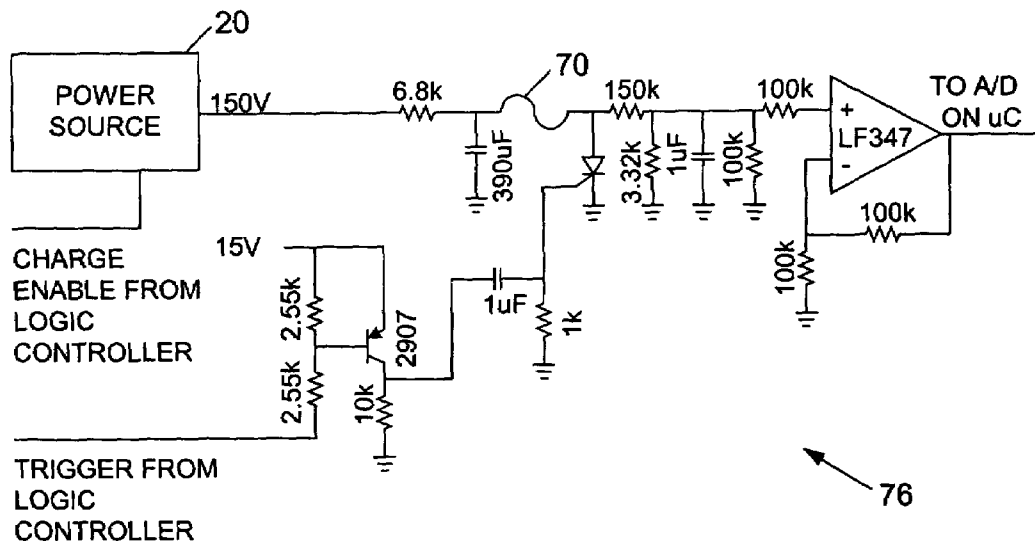 20
POWER
SOURCE
150V
6.8k
70
390uF
150k
3.32k
1uF
100k
100k
+
LF347
-
TO A/D
ON uC
100k
100k
CHARGE
ENABLE FROM
LOGIC
CONTROLLER
15V
2.55k
2907
2.55k
10k
1uF
1k
TRIGGER FROM
LOGIC
CONTROLLER
76